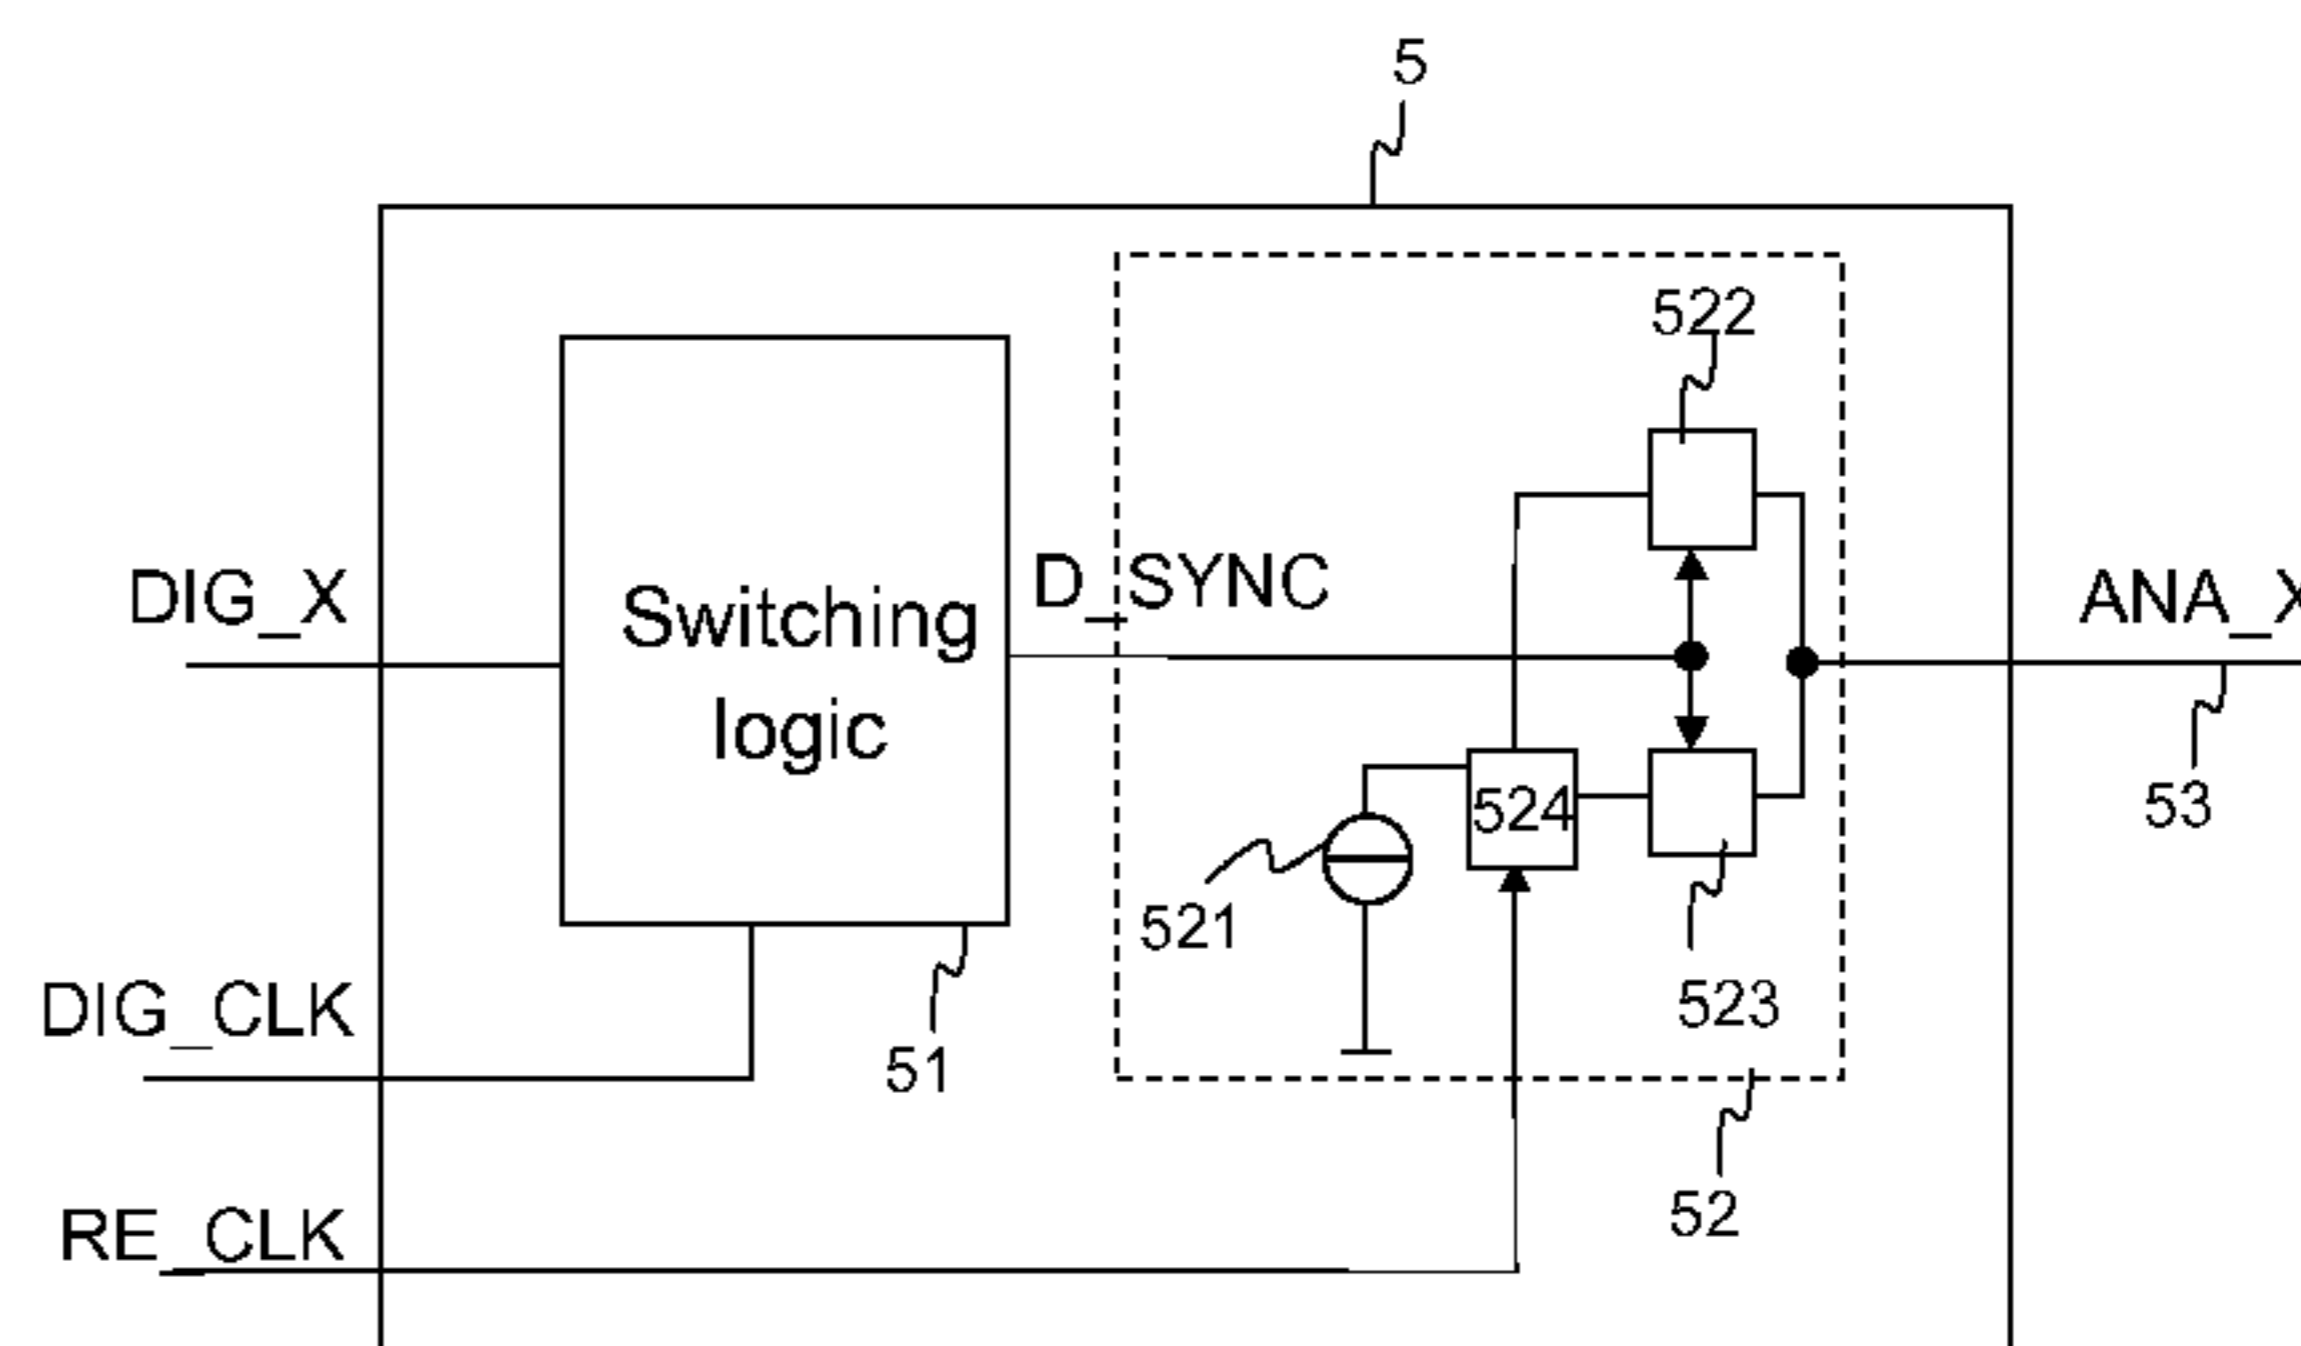 5
522
DIG_X
Switching
logic
D_SYNC
ANA_X
524
53
521
DIG_CLK
523
51
RE_CLK
52